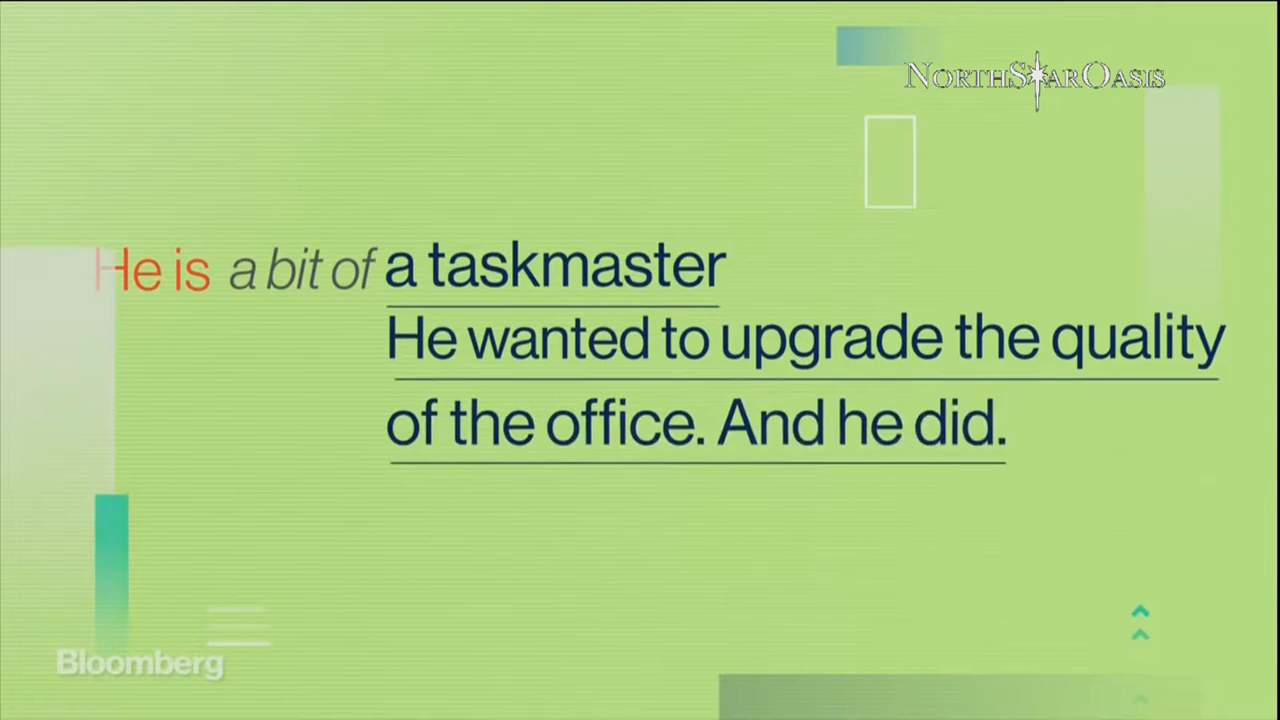 NORTHSTAROASIS
He is a bit of a taskmaster
He wanted to upgrade the quality
of the office. And he did.
Bloomberg